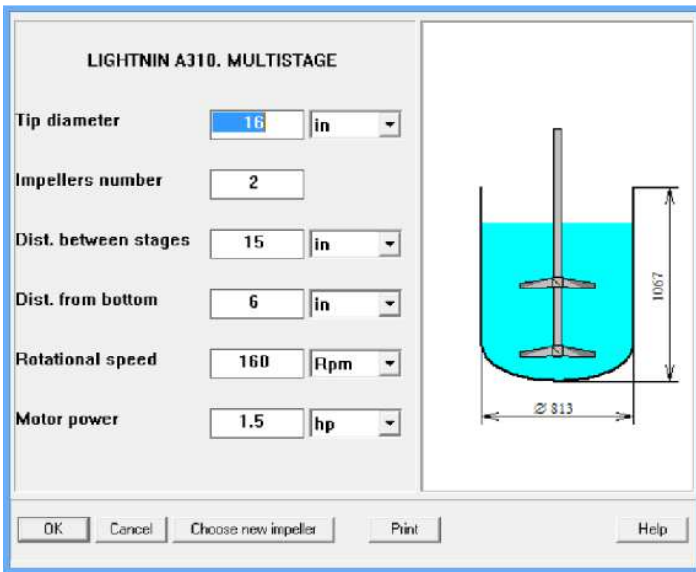 LIGHTNIN A310. MULTISTAGE
Tip diameter 16 in
Impellers number 2
Dist. between stages 15 in
Dist. from bottom 6 in
Rotational speed 160 Rpm
Motor power 1.5 hp
1067
Ø 813
OK Cancel Choose new impeller Print Help